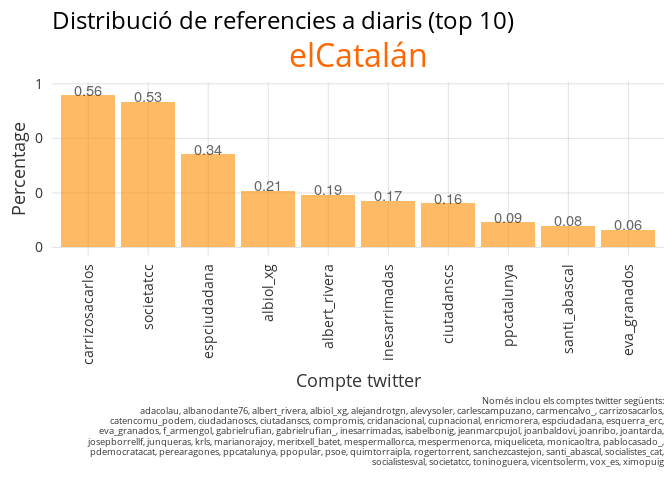 Distribució de referencies a diaris (top 10)
elCatalán
Percentage
1
0
0
0
0.56
0.53
0.34
0.21
0.19
0.17
0.16
0.09
0.08
0.06
carrizosacarlos
societatcc
espciudadana
albiol_xg
albert_rivera
inesarrimadas
ciutadanscs
ppcatalunya
santi_abascal
eva_granados
Compte twitter
Només inclou els comptes twitter següents:
adacolau, albanodante76, albert_rivera, albiol_xg, alejandrotgn, alevysoler, carlescampuzano, carmencalvo_, carrizosacarlos,
catencomu_podem, ciudadanoscs, ciutadanscs, compromis, cridanacional, cupnacional, enricmorera, espciudadana, esquerra_erc,
eva_granados, f_armengol, gabrielrufian, gabrielrufian_, inesarrimadas, isabelbonig, jeanmarcpujol, joanbaldovi, joanribo, joantarda,
josepborrellf, junqueras, krls, marianorajoy, meritxell_batet, mespermallorca, mespermenorca, miqueliceta, monicaoltra, pablocasado_,
pdemocratacat, perearagones, ppcatalunya, ppopular, psoe, quimtorraipla, rogertorrent, sanchezcastejon, santi_abascal, socialistes_cat,
socialistesval, societatcc, toninoguera, vicentsolerm, vox_es, ximopuig